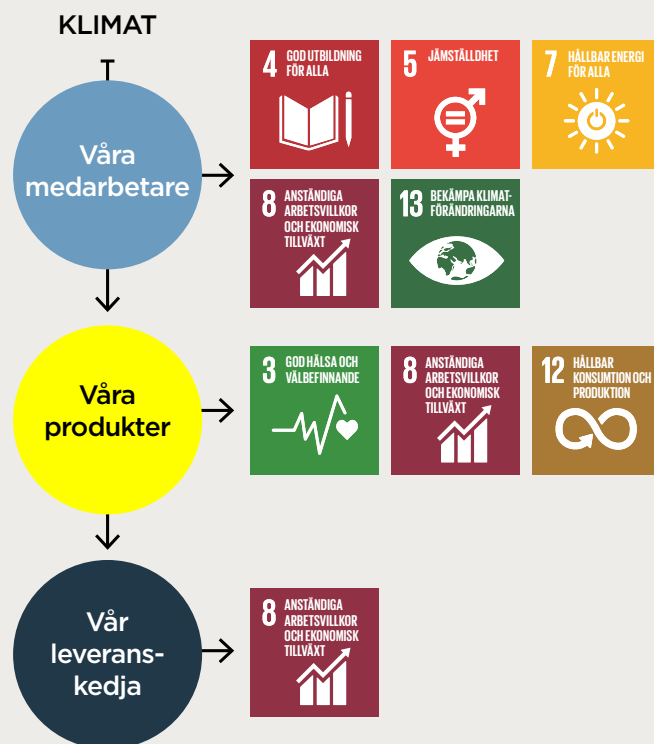 KLIMAT
Våra
medarbetare
4 GOD UTBILDNING
FÖR ALLA
5 JÄMSTÄLLDHET
7 HÅLLBAR ENERGI
FÖR ALLA
8 ANSTÄNDIGA
ARBETSVILLKOR
OCH EKONOMISK
TILLVÄXT
13 BEKÄMPA KLIMAT-
FÖRÄNDRINGARNA
Våra
produkter
3 GOD HÄLSA OCH
VÄLBEFINNANDE
8 ANSTÄNDIGA
ARBETSVILLKOR
OCH EKONOMISK
TILLVÄXT
12 HÅLLBAR
KONSUMTION OCH
PRODUKTION
Vår
leverans-
kedja
8 ANSTÄNDIGA
ARBETSVILLKOR
OCH EKONOMISK
TILLVÄXT